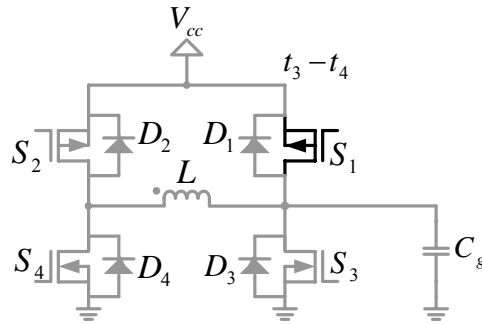 V_cc
t_3 – t_4
S_2
D_2
D_1
S_1
L
S_4
D_4
D_3
S_3
C_g